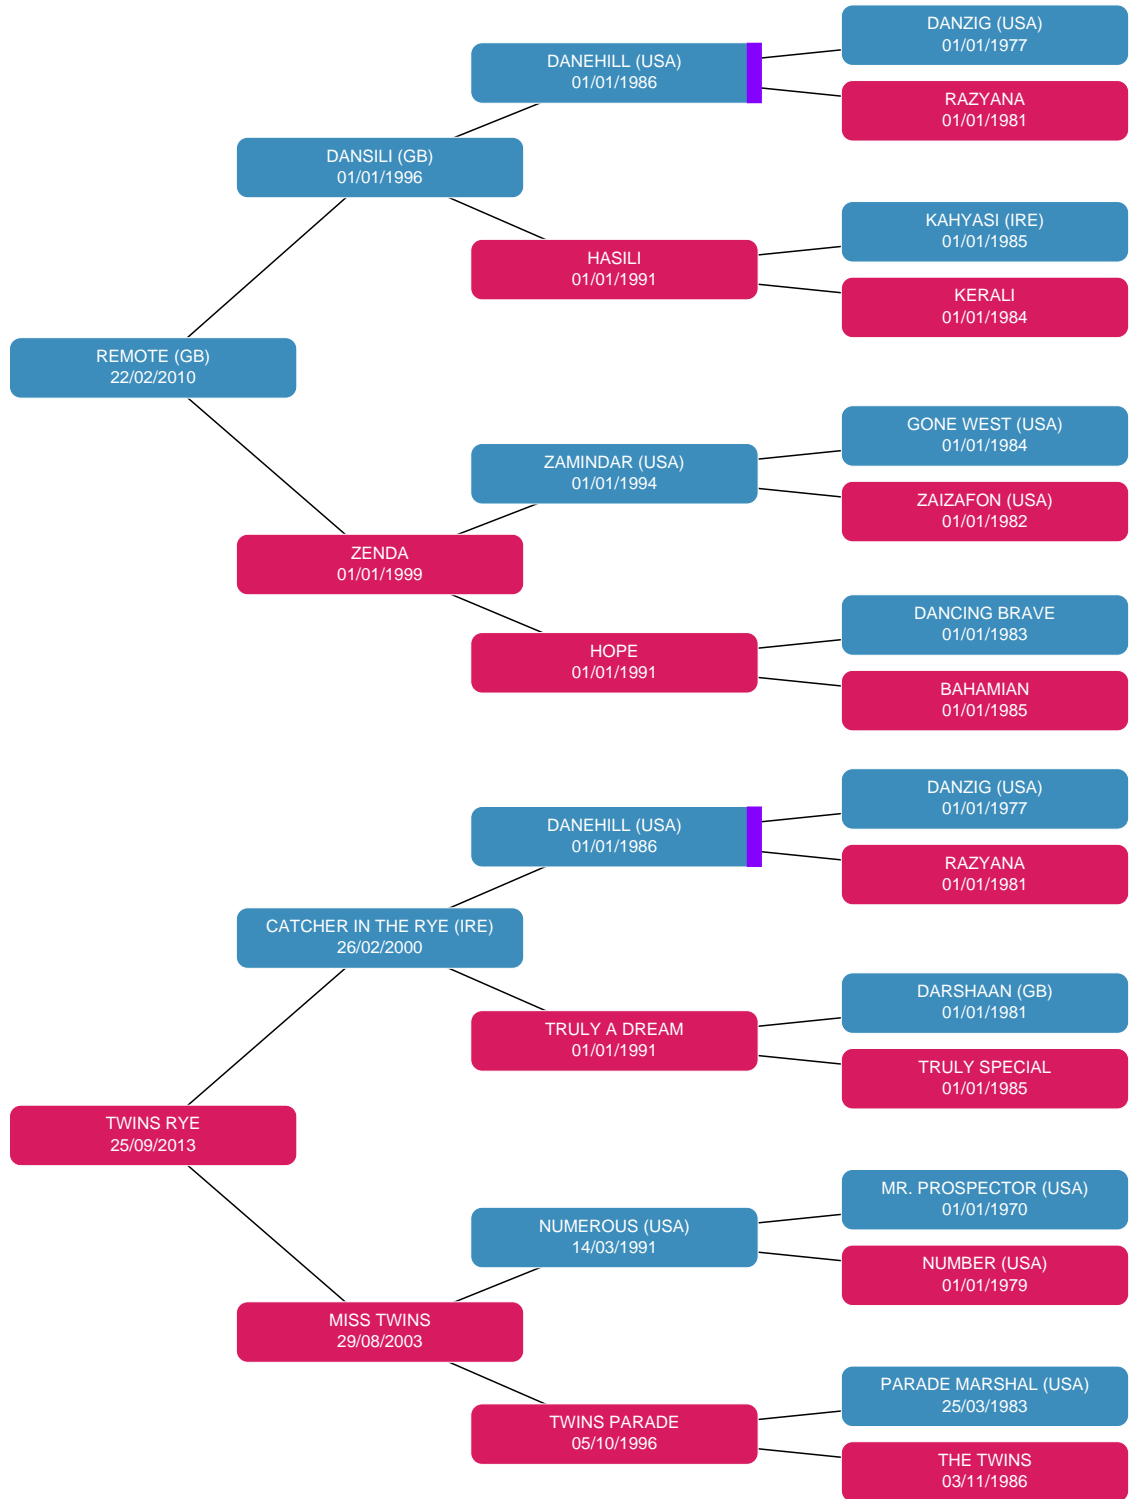 DANZIG (USA)
01/01/1977
DANEHILL (USA)
01/01/1986
RAZYANA
01/01/1981
DANSILI (GB)
01/01/1996
KAHYASI (IRE)
01/01/1985
HASILI
01/01/1991
KERALI
01/01/1984
REMOTE (GB)
22/02/2010
GONE WEST (USA)
01/01/1984
ZAMINDAR (USA)
01/01/1994
ZAIZAFON (USA)
01/01/1982
ZENDA
01/01/1999
DANCING BRAVE
01/01/1983
HOPE
01/01/1991
BAHAMIAN
01/01/1985
DANZIG (USA)
01/01/1977
DANEHILL (USA)
01/01/1986
RAZYANA
01/01/1981
CATCHER IN THE RYE (IRE)
26/02/2000
DARSHAAN (GB)
01/01/1981
TRULY A DREAM
01/01/1991
TRULY SPECIAL
01/01/1985
TWINS RYE
25/09/2013
MR. PROSPECTOR (USA)
01/01/1970
NUMEROUS (USA)
14/03/1991
NUMBER (USA)
01/01/1979
MISS TWINS
29/08/2003
PARADE MARSHAL (USA)
25/03/1983
TWINS PARADE
05/10/1996
THE TWINS
03/11/1986